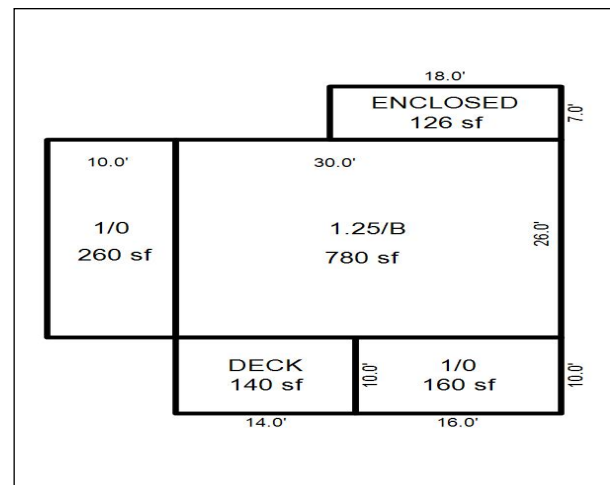 18.0'
ENCLOSED
126 sf
7.0'
10.0'
30.0'
1/0
260 sf
1.25/B
780 sf
26.0'
DECK
140 sf
10.0'
1/0
160 sf
10.0'
14.0'
16.0'